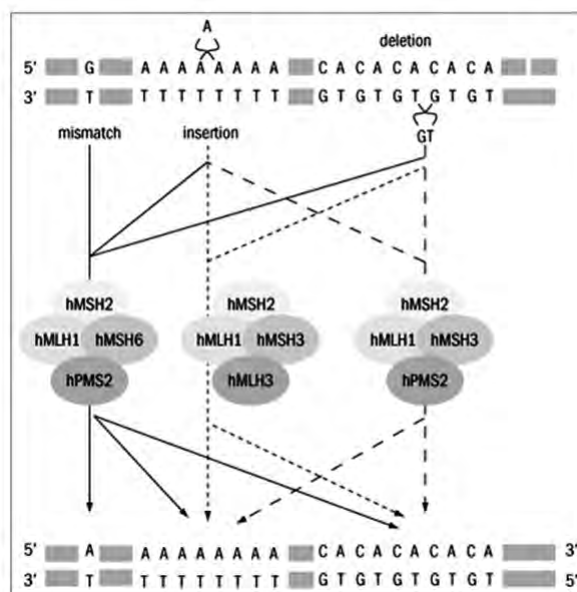 A
deletion
5' G A A A A A A A A C A C A C A C A C A
3' T T T T T T T T T G T G T G T G T G T
mismatch insertion GT
hMSH2 hMSH2 hMSH2
hMLH1 hMSH6 hMLH1 hMSH3 hMLH1 hMSH3
hPMS2 hMLH3 hPMS2
5' A A A A A A A A A C A C A C A C A C A 3'
3' T T T T T T T T T G T G T G T G T G T 5'